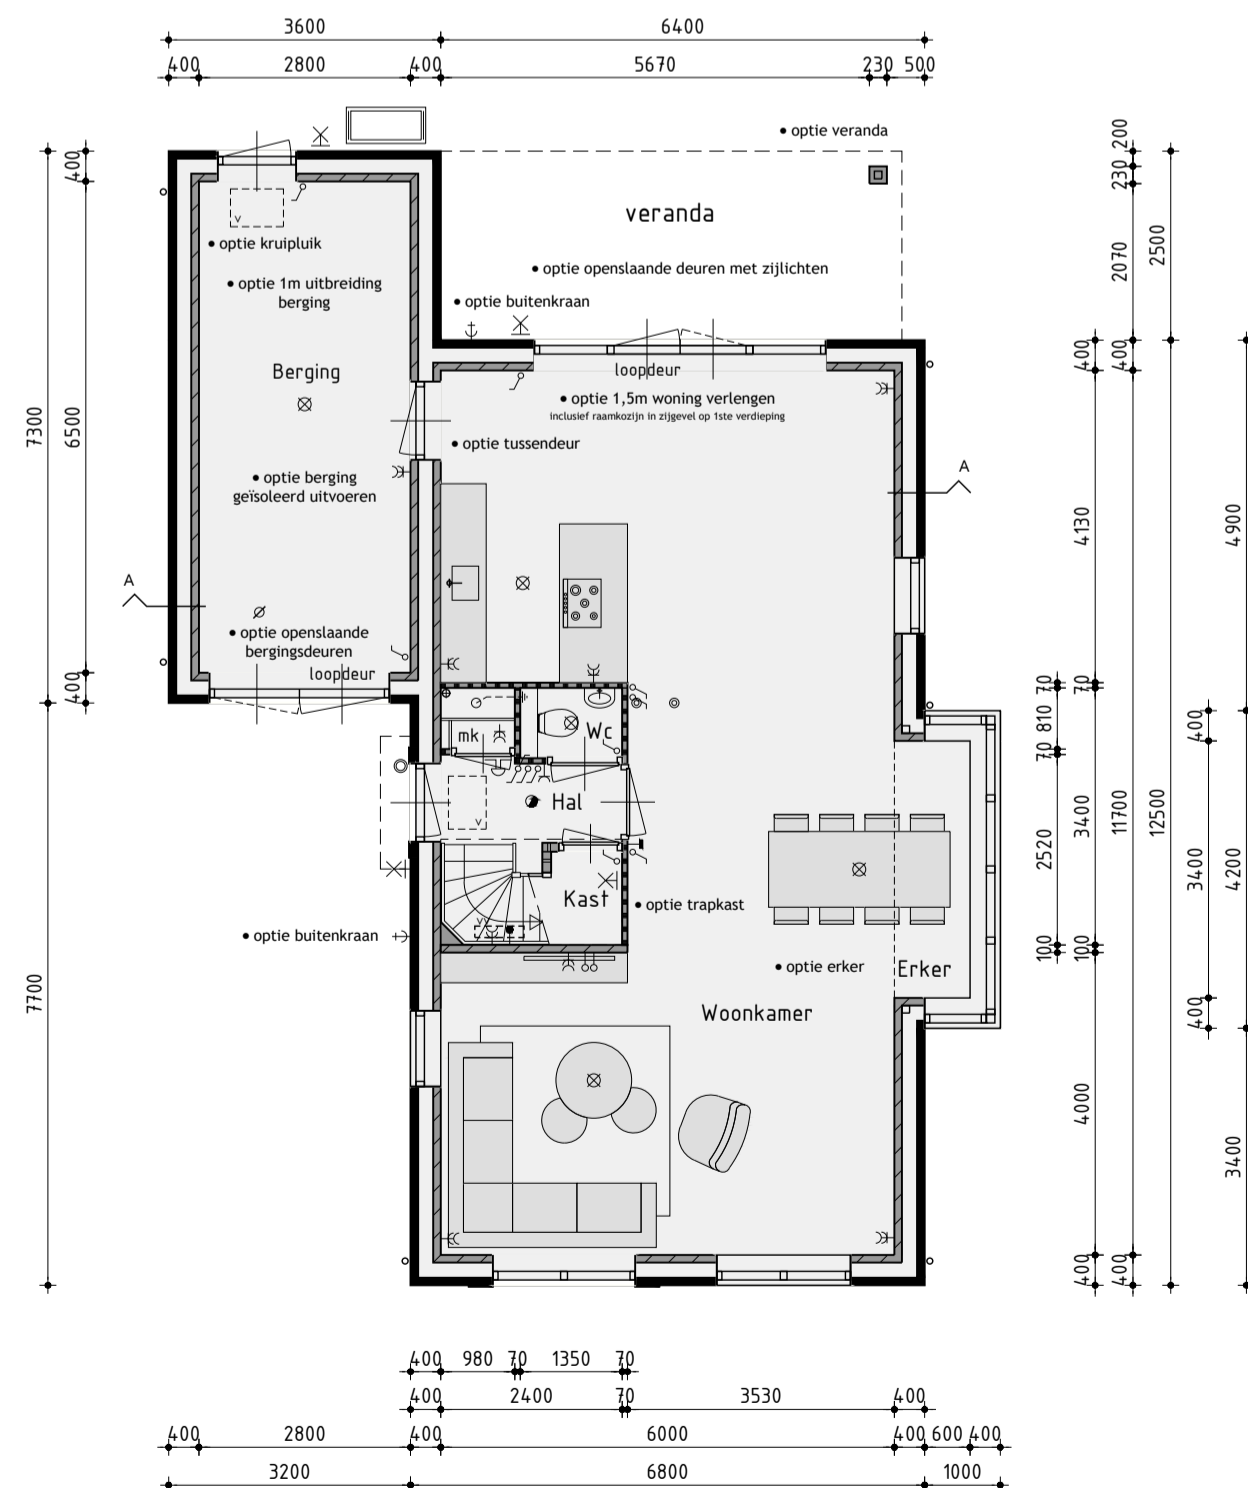 3600 6400
400 2800 400 5670 230 500
optie veranda
veranda
optie kruipluik
optie openslaande deuren met zijlichten
optie 1m uitbreiding
berging
optie buitenkraan
Berging
loopdeur
optie 1,5m woning verlengen
inclusief raamkozijn in zijgevel op 1ste verdieping
optie tussendeur
A
optie berging
geïsoleerd uitvoeren
A
optie openslaande
bergingsdeuren
loopdeur
mk
Wc
Hal
Kast
optie trapkast
optie buitenkraan
optie erker
Erker
Woonkamer
7300
7700
400
6500
400
70
810
70
2520
100
400
4130
70
3400
100
4000
400
200
230
2070
400
11700
400
2500
12500
400
3400
400
4900
4200
3400
400 980 70 1350 70
400 2400 70 3530 400
400 2800 400 6000 400 600 400
3200 6800 1000